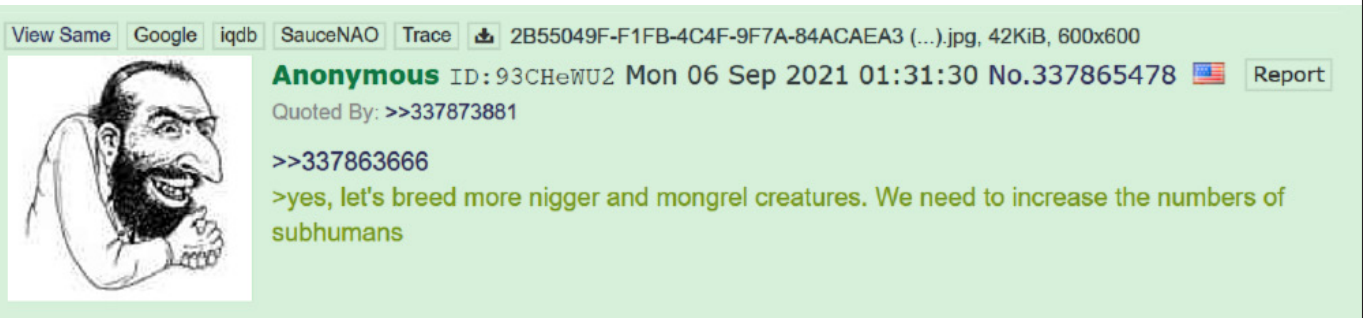 View Same Google iqdb SauceNAO Trace 2B55049F-F1FB-4C4F-9F7A-84ACAEA3 (...).jpg, 42KiB, 600x600
Anonymous ID:93CHeWU2 Mon 06 Sep 2021 01:31:30 No.337865478 Report
Quoted By: >>337873881
>>337863666
>yes, let's breed more nigger and mongrel creatures. We need to increase the numbers of
subhumans